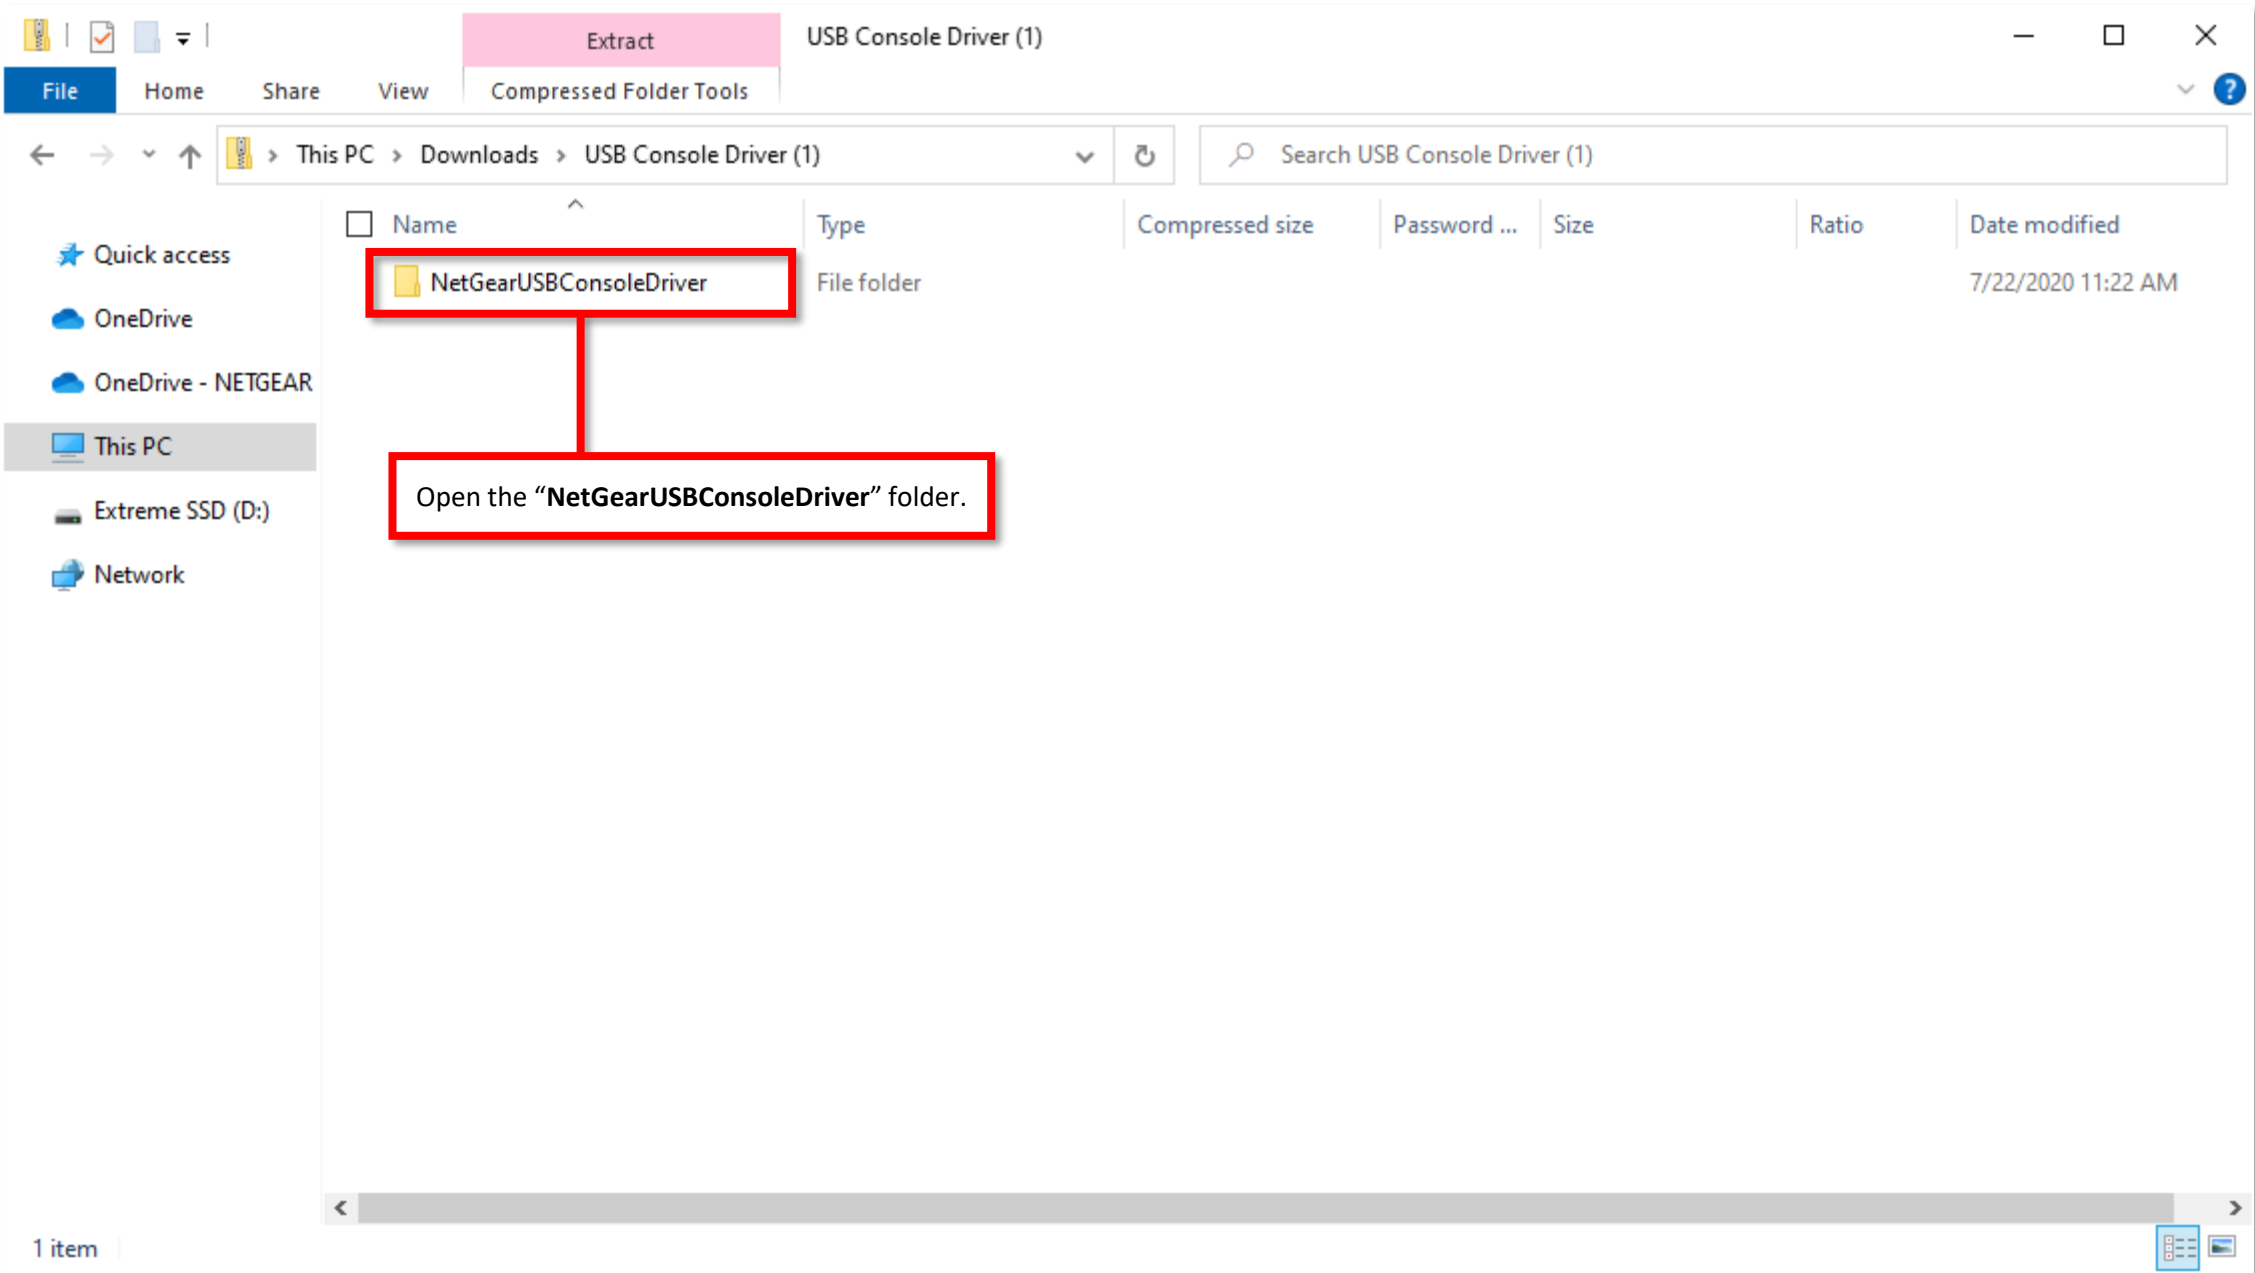 Extract
USB Console Driver (1)
File
Home
Share
View
Compressed Folder Tools
?
This PC > Downloads > USB Console Driver (1)
Search USB Console Driver (1)
Name
Type
Compressed size
Password ...
Size
Ratio
Date modified
Quick access
NetGearUSBConsoleDriver
File folder
7/22/2020 11:22 AM
OneDrive
OneDrive - NETGEAR
This PC
Open the “NetGearUSBConsoleDriver” folder.
Extreme SSD (D:)
Network
1 item